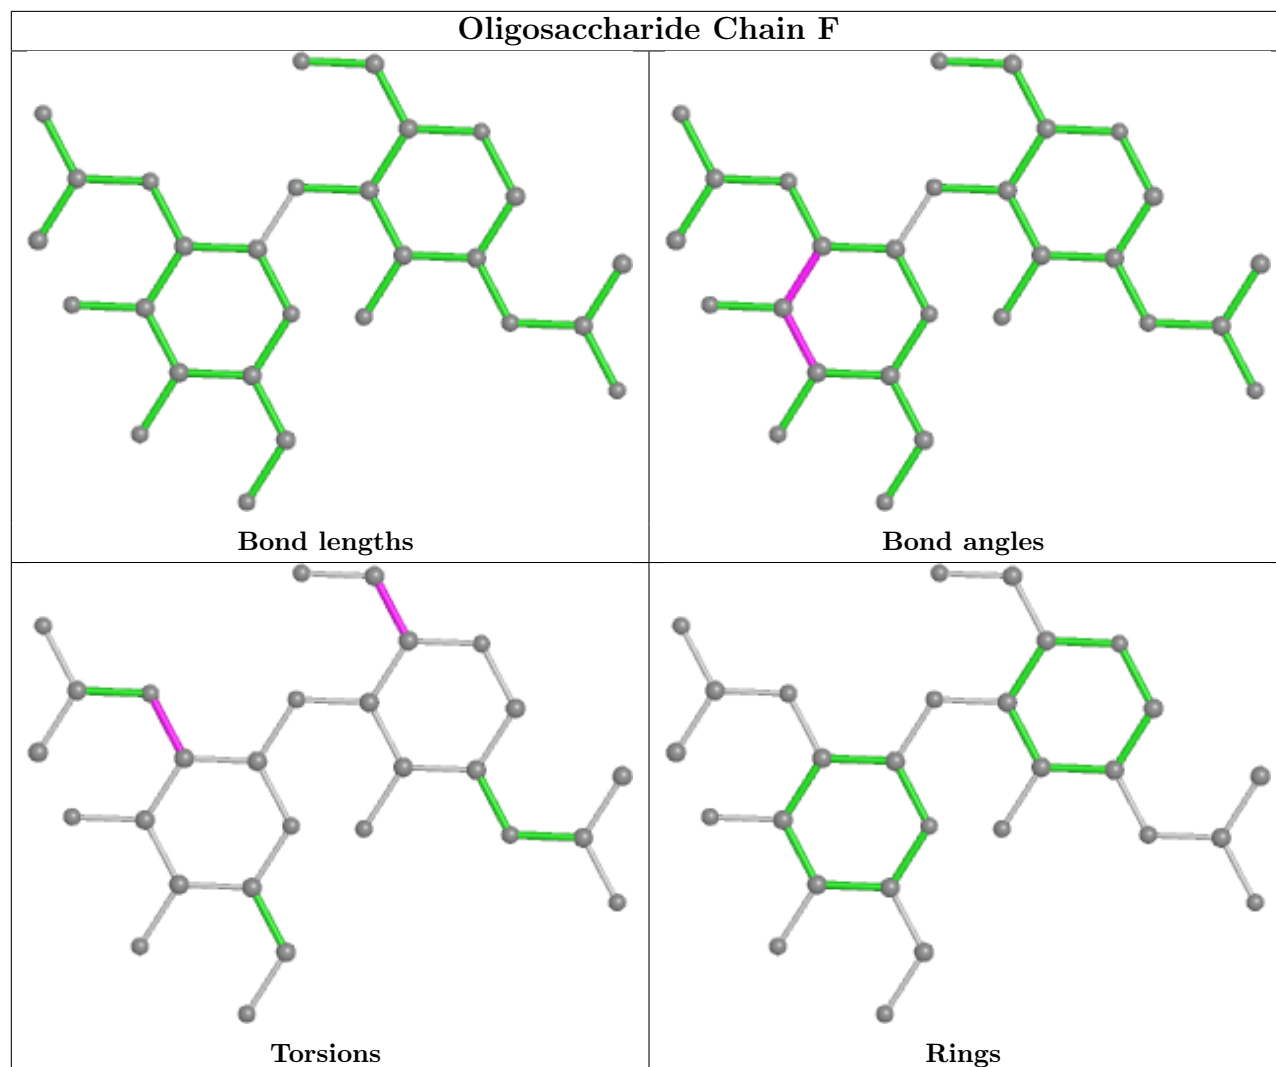 Oligosaccharide Chain F
Bond lengths
Bond angles
Torsions
Rings